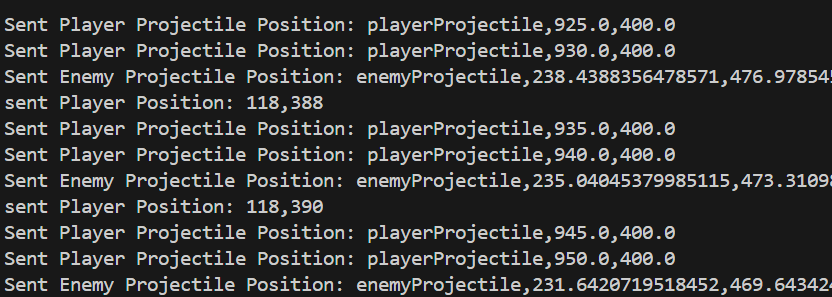 Sent Player Projectile Position: playerProjectile,925.0,400.0
Sent Player Projectile Position: playerProjectile,930.0,400.0
Sent Enemy Projectile Position: enemyProjectile,238.4388356478571,476.978545
sent Player Position: 118,388
Sent Player Projectile Position: playerProjectile,935.0,400.0
Sent Player Projectile Position: playerProjectile,940.0,400.0
Sent Enemy Projectile Position: enemyProjectile,235.04045379985115,473.3109
sent Player Position: 118,390
Sent Player Projectile Position: playerProjectile,945.0,400.0
Sent Player Projectile Position: playerProjectile,950.0,400.0
Sent Enemy Projectile Position: enemyProjectile,231.6420719518452,469.643424